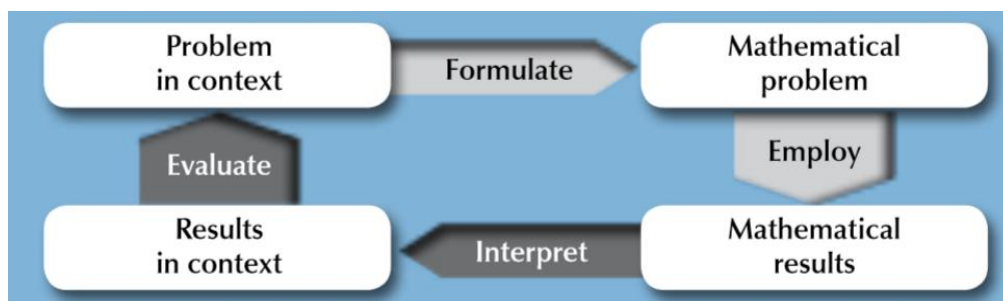 Problem
in context
Formulate
Mathematical
problem
Employ
Mathematical
results
Interpret
Results
in context
Evaluate